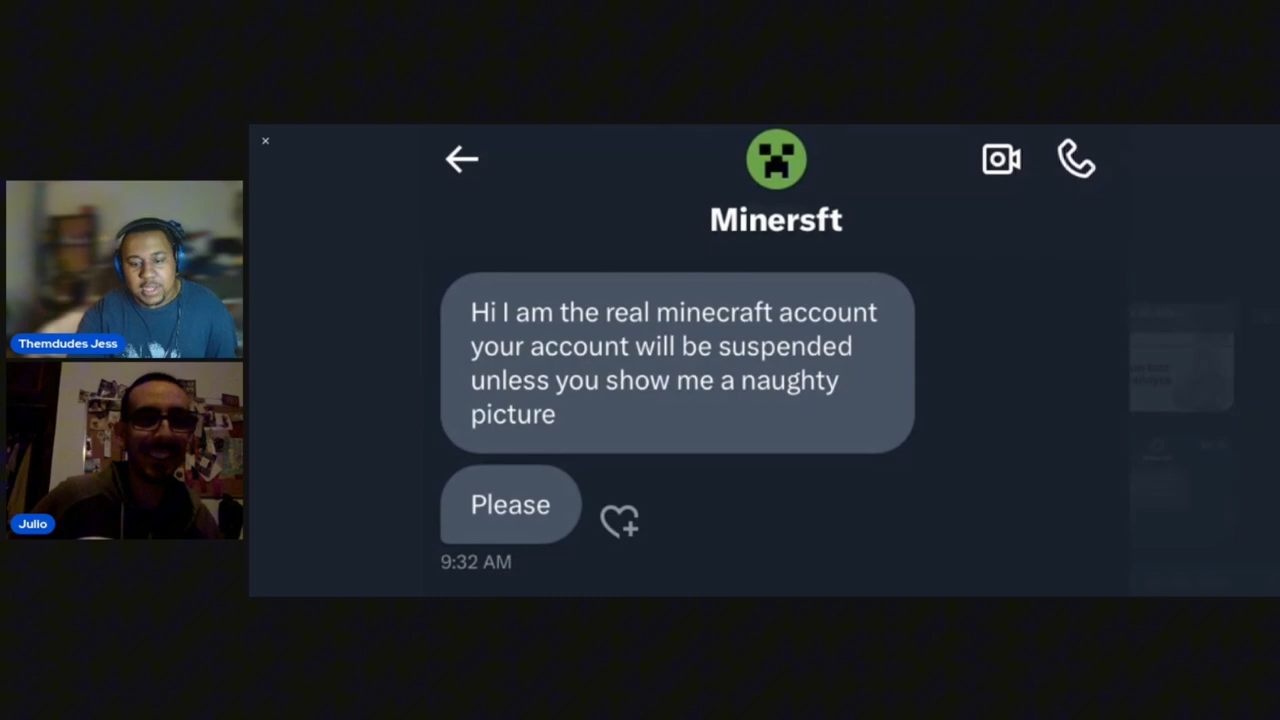 Minersft
Hi I am the real minecraft account
your account will be suspended
unless you show me a naughty
picture
Please
9:32 AM
Themdudes Jess
Julio